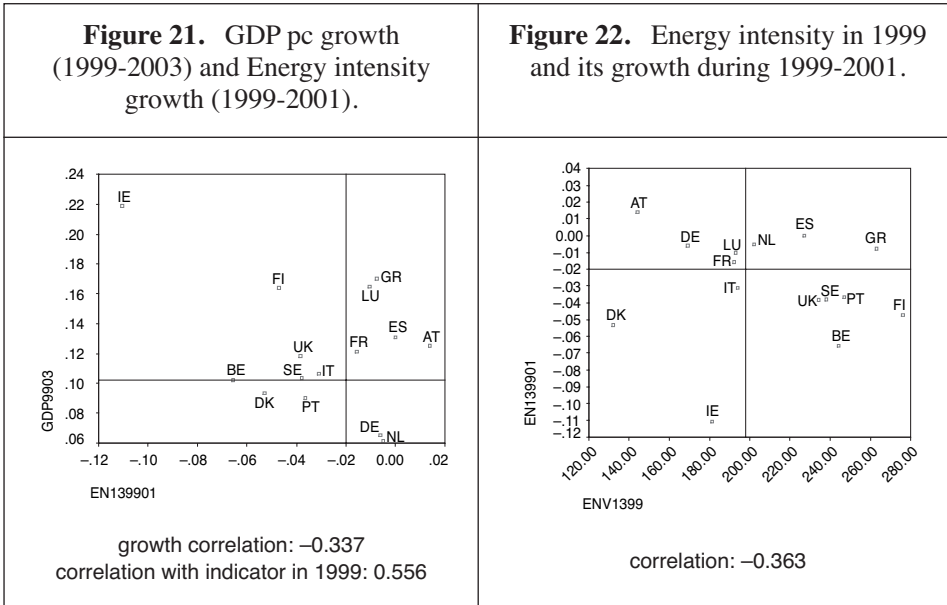 Figure 21. GDP pc growth
(1999-2003) and Energy intensity
growth (1999-2001).
Figure 22. Energy intensity in 1999
and its growth during 1999-2001.
.24
.22
.20
.18
.16
.14
.12
.10
.08
.06
GDP9903
IE
FI
GR
LU
ES
AT
FR
UK
SE
IT
BE
DK
PT
DE
NL
–.12
–.10
–.08
–.06
–.04
–.02
0.00
.02
EN139901
growth correlation: –0.337
correlation with indicator in 1999: 0.556
.04
.03
.02
.01
0.00
–.01
–.02
–.03
–.04
–.05
–.06
–.07
–.08
–.09
–.10
–.11
–.12
EN139901
AT
DE
LU
FR
NL
ES
GR
IT
DK
UK
SE
PT
FI
BE
IE
120.00
140.00
160.00
180.00
200.00
220.00
240.00
260.00
280.00
ENV1399
correlation: –0.363